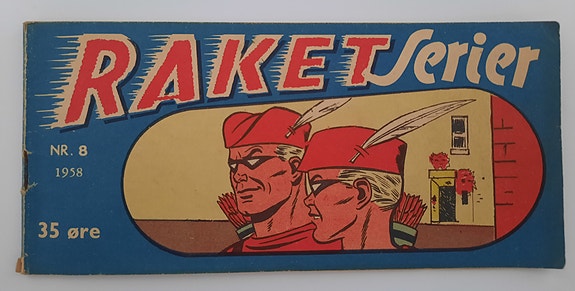 RAKET Serier
NR. 8
1958
35 øre